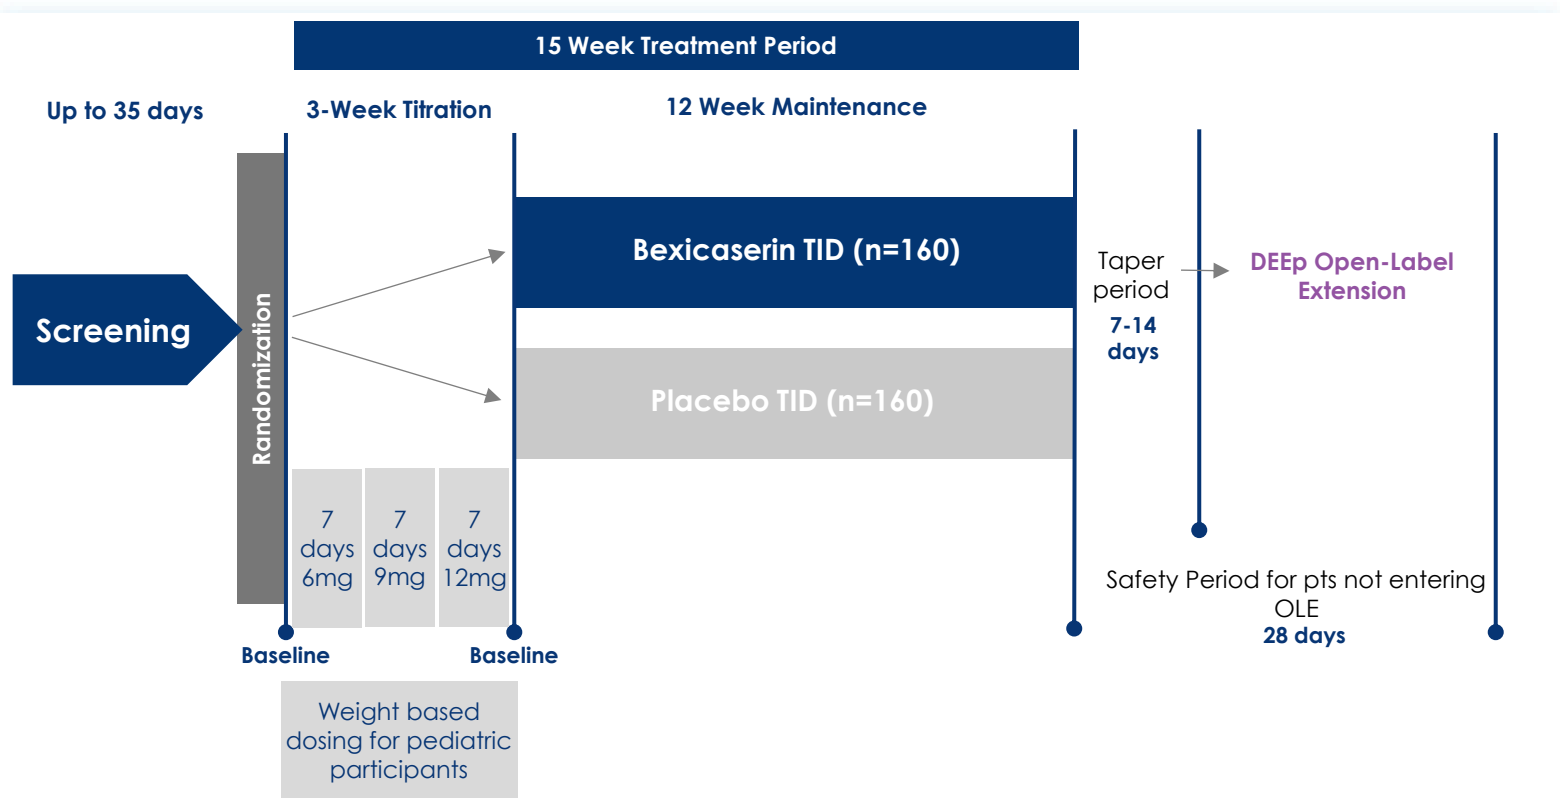 15 Week Treatment Period
Up to 35 days
3-Week Titration
12 Week Maintenance
Screening
Randomization
Bexicaserin TID (n=160)
Placebo TID (n=160)
Taper
period
7-14
days
DEEp Open-Label
Extension
7
days
6mg
7
days
9mg
7
days
12mg
Safety Period for pts not entering
OLE
28 days
Baseline
Baseline
Weight based
dosing for pediatric
participants